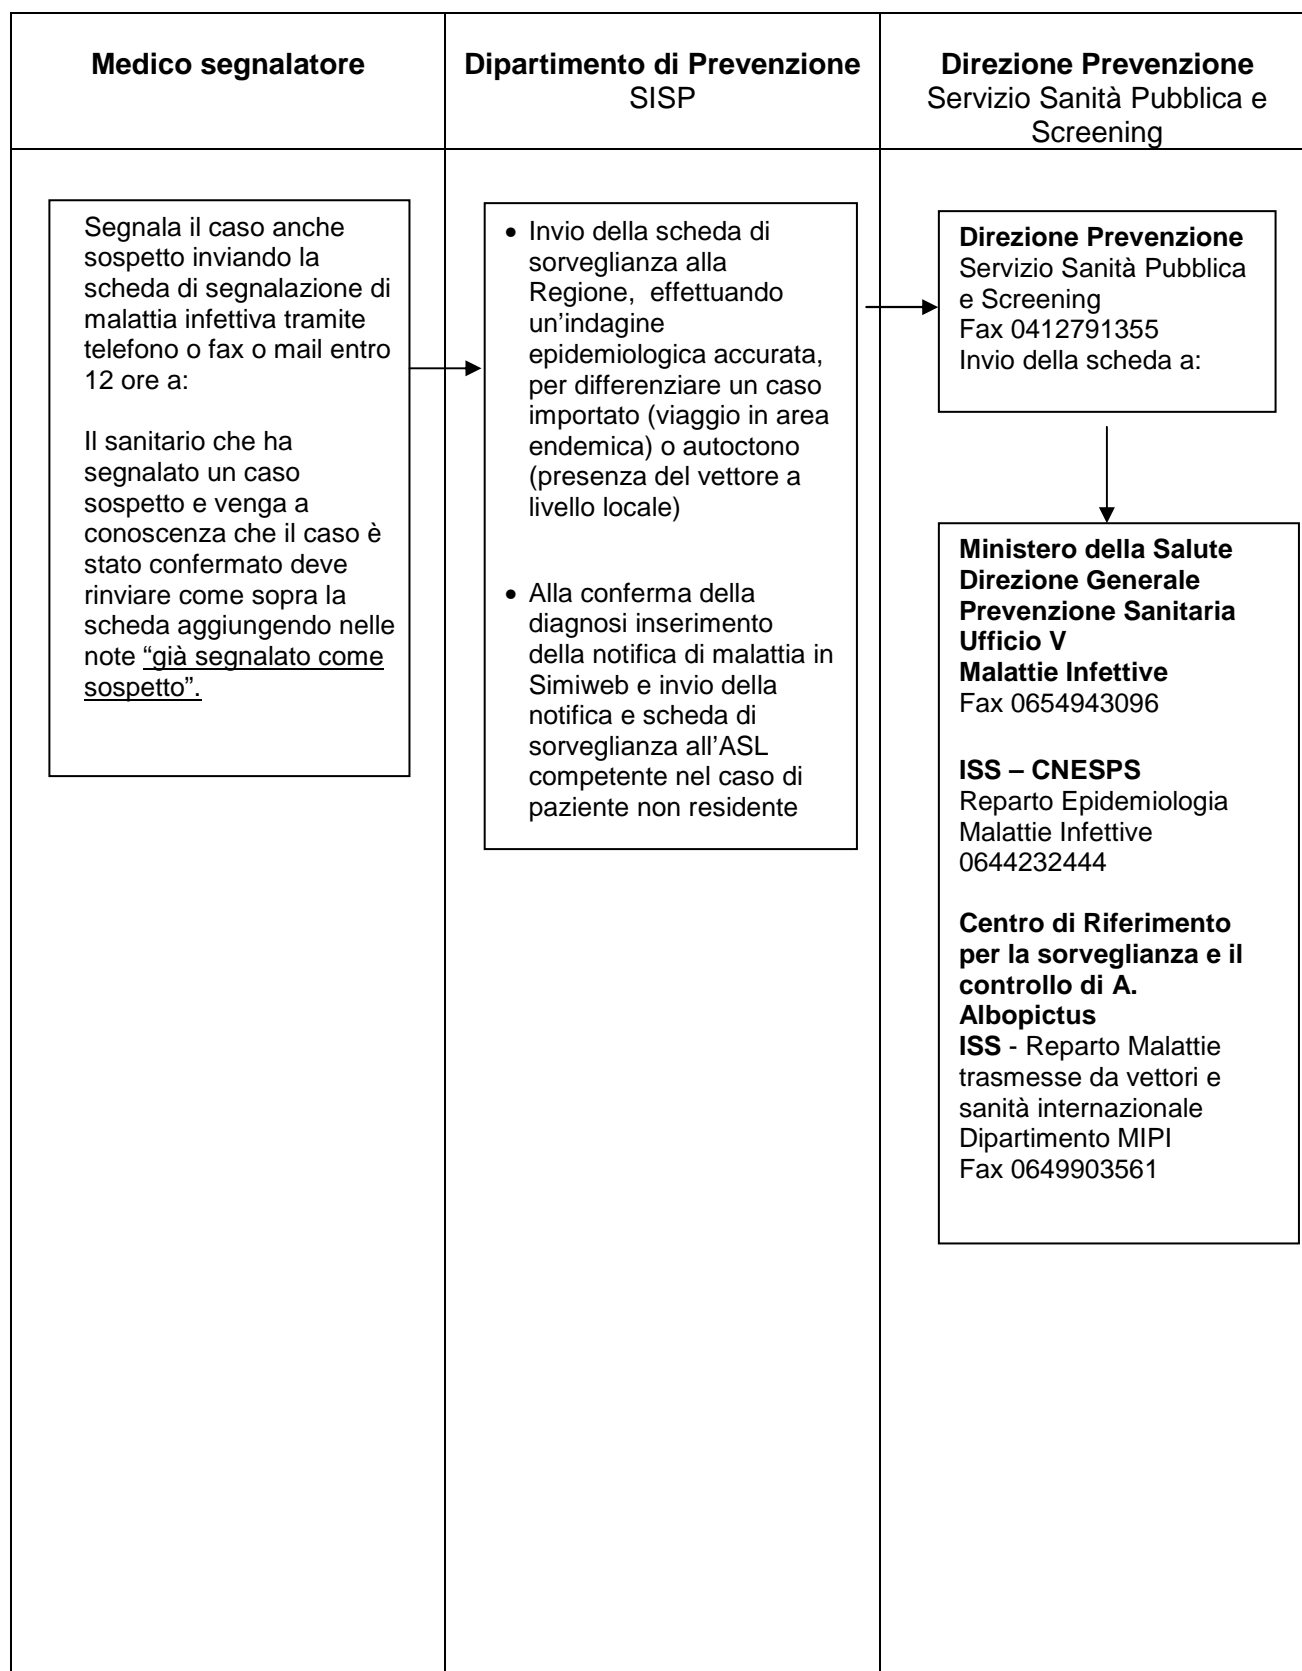 Medico segnalatore
Dipartimento di Prevenzione
SISP
Direzione Prevenzione
Servizio Sanità Pubblica e
Screening
Segnala il caso anche
sospetto inviando la
scheda di segnalazione di
malattia infettiva tramite
telefono o fax o mail entro
12 ore a:
Il sanitario che ha
segnalato un caso
sospetto e venga a
conoscenza che il caso è
stato confermato deve
rinviare come sopra la
scheda aggiungendo nelle
note “già segnalato come
sospetto”.
• Invio della scheda di
sorveglianza alla
Regione, effettuando
un’indagine
epidemiologica accurata,
per differenziare un caso
importato (viaggio in area
endemica) o autoctono
(presenza del vettore a
livello locale)
• Alla conferma della
diagnosi inserimento
della notifica di malattia in
Simiweb e invio della
notifica e scheda di
sorveglianza all’ASL
competente nel caso di
paziente non residente
Direzione Prevenzione
Servizio Sanità Pubblica
e Screening
Fax 0412791355
Invio della scheda a:
Ministero della Salute
Direzione Generale
Prevenzione Sanitaria
Ufficio V
Malattie Infettive
Fax 0654943096
ISS – CNESPS
Reparto Epidemiologia
Malattie Infettive
0644232444
Centro di Riferimento
per la sorveglianza e il
controllo di A.
Albopictus
ISS - Reparto Malattie
trasmesse da vettori e
sanità internazionale
Dipartimento MIPI
Fax 0649903561